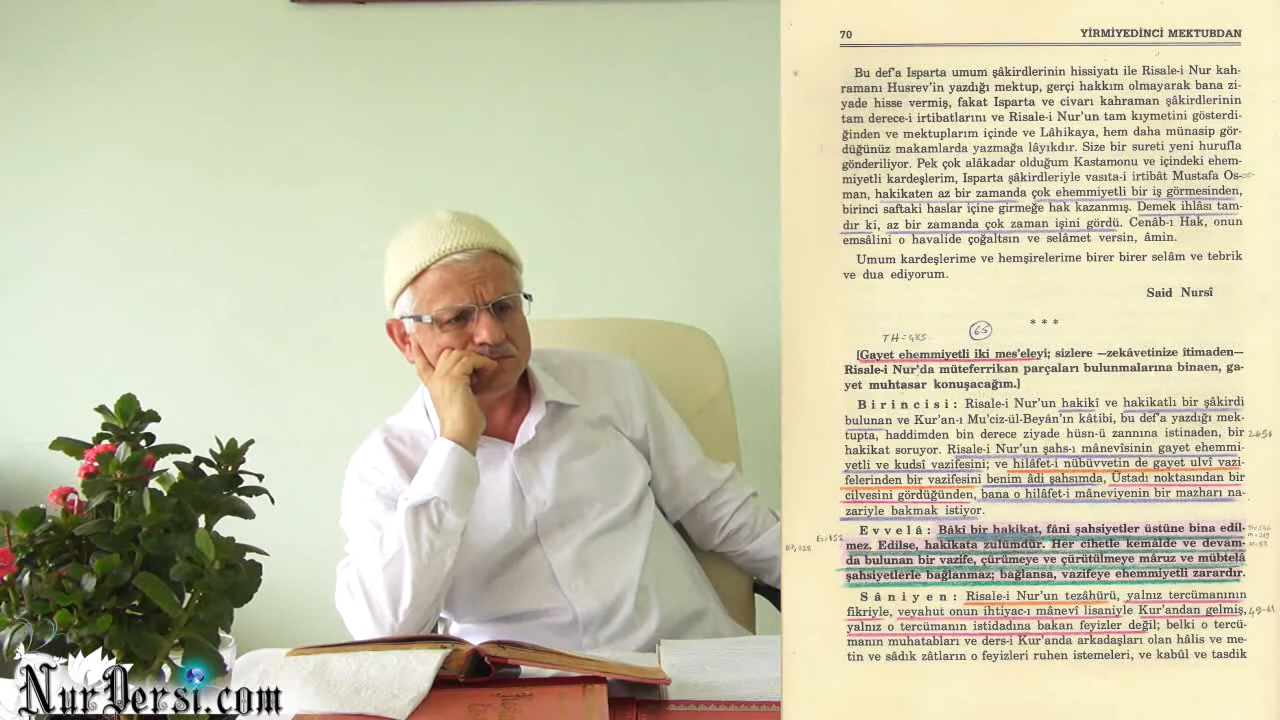 70 YİRMİYEDİNCİ MEKTUBDAN
Bu def'a Isparta umum şâkirdlerinin hissiyatı ile Risale-i Nur kah-
ramanı Husrev'in yazdığı mektup, gerçi hakkım olmayarak bana zi-
yade hisse vermiş, fakat Isparta ve civarı kahraman şâkirdlerinin
tam derece-i irtibatlarını ve Risale-i Nur'un tam kıymetini gösterdi-
ğinden ve mektuplarım içinde ve Lâhikaya, hem daha münasip gör-
düğünüz makamlarda yazmağa lâyıkdır. Size bir sureti yeni hurufla
gönderiliyor. Pek çok alâkadar olduğum Kastamonu ve içindeki ehem-
miyetli kardeşlerim, Isparta şâkirdleriyle vasıta-i irtibât Mustafa Os-
man, hakikaten az bir zamanda çok ehemmiyetli bir iş görmesinden,
birinci saftaki haslar içine girmeğe hak kazanmış. Demek ihlâsı tam-
dır ki, az bir zamanda çok zaman işini gördü. Cenâb-ı Hak, onun
emsâlini o havalide çoğaltsın ve selâmet versin, âmin.
Umum kardeşlerime ve hemşirelerime birer birer selâm ve tebrik
ve dua ediyorum.
Said Nursî
* * *
TH=485 65
[Gayet ehemmiyetli iki mes'eleyi; sizlere —zekâvetinize îtimaden—
Risale-i Nur'da müteferrikan parçaları bulunmalarına binaen, ga-
yet muhtasar konuşacağım.]
Birincisi: Risale-i Nur'un hakikî ve hakikatlı bir şâkirdi
bulunan ve Kur'an-ı Mu'ciz-ül-Beyân'ın kâtibi, bu def'a yazdığı mek-
tupta, haddimden bin derece ziyade hüsn-ü zannına istinaden, bir
hakikat soruyor. Risale-i Nur'un şahs-ı mânevîsinin gayet ehemmi-
yetli ve kudsî vazifesini; ve hilâfet-i nübüvvetin de gayet ulvî vazi-
felerinden bir vazifesini benim âdi şahsımda, Üstadı noktasından bir
cilvesini gördüğünden, bana o hilâfet-i mâneviyenin bir mazharı na-
zariyle bakmak istiyor.
Evvelâ: Bâki bir hakikat, fâni şahsiyetler üstüne bina edil-
mez. Edilse, hakikata zulümdür. Her cihetle kemâlde ve devam-
da bulunan bir vazife, çürümeye ve çürütülmeye mâruz ve mübtelâ
şahsiyetlerle bağlanmaz; bağlansa, vazifeye ehemmiyetli zarardır.
Sâniyen: Risale-i Nur'un tezâhürü, yalnız tercümanının
fikriyle, veyahut onun ihtiyac-ı mânevî lisaniyle Kur'andan gelmiş,
yalnız o tercümanın istidadına bakan feyizler değil; belki o tercü-
manın muhatabları ve ders-i Kur'anda arkadaşları olan hâlis ve me-
tin ve sâdık zâtların o feyizleri ruhen istemeleri, ve kabûl ve tasdik
NurDersi.com